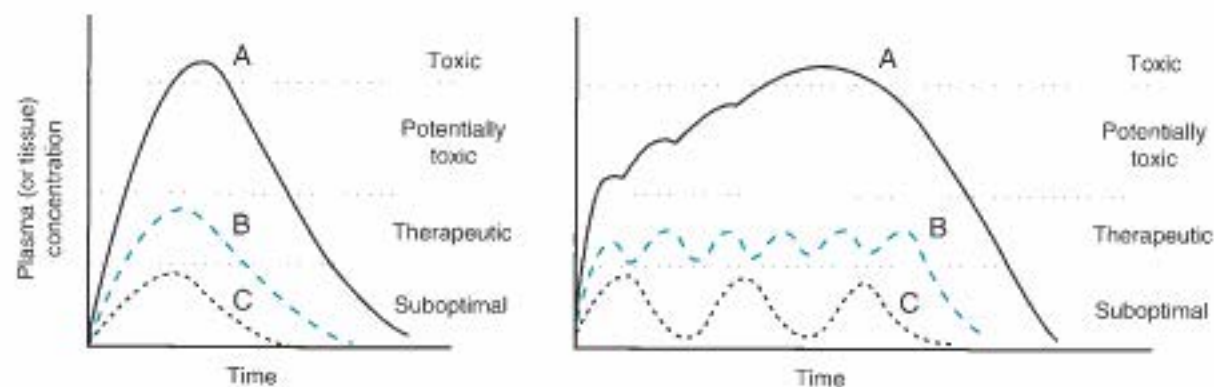 Plasma (or tissue)
concentration
A
Toxic
Potentially
toxic
B
Therapeutic
C
Suboptimal
Time
A
Toxic
Potentially
toxic
B
Therapeutic
C
Suboptimal
Time